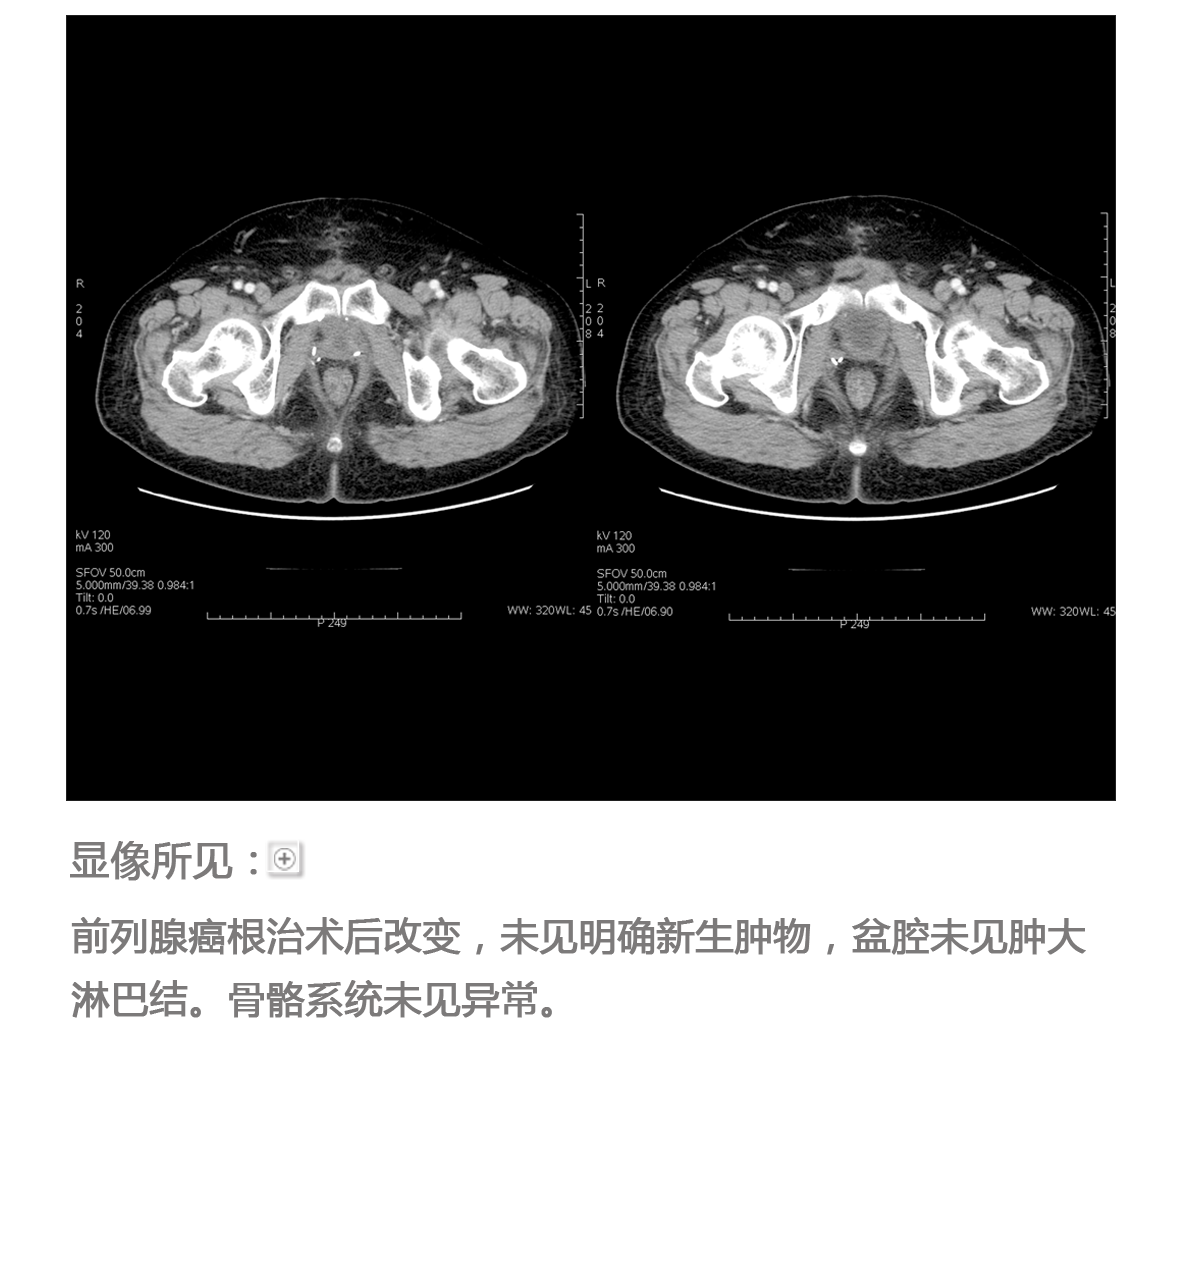 R
L
R
L
2
0
4
2
0
8
2
0
4
2
0
8
kV 120
mA 300
SFOV 50.0cm
5.000mm/39.38 0.984:1
Tilt: 0.0
0.7s /HE/06.99
P 249
WW: 320WL: 45
kV 120
mA 300
SFOV 50.0cm
5.000mm/39.38 0.984:1
Tilt: 0.0
0.7s /HE/06.90
P 249
WW: 320WL: 45
显像所见：
前列腺癌根治术后改变，未见明确新生肿物，盆腔未见肿大
淋巴结。骨骼系统未见异常。